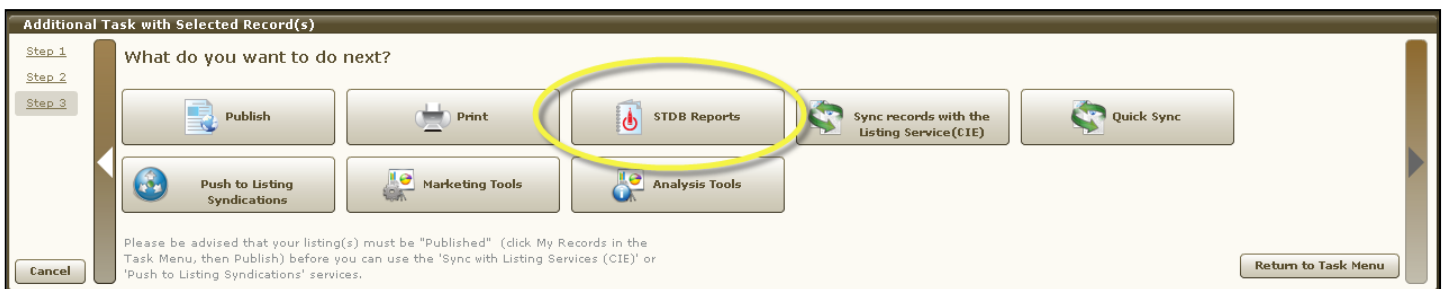 Additional Task with Selected Record(s)
Step 1
Step 2
Step 3
What do you want to do next?
Publish
Print
STDB Reports
Sync records with the
Listing Service(CIE)
Quick Sync
Push to Listing
Syndications
Marketing Tools
Analysis Tools
Please be advised that your listing(s) must be "Published" (click My Records in the
Task Menu, then Publish) before you can use the 'Sync with Listing Services (CIE)' or
'Push to Listing Syndications' services.
Cancel
Return to Task Menu